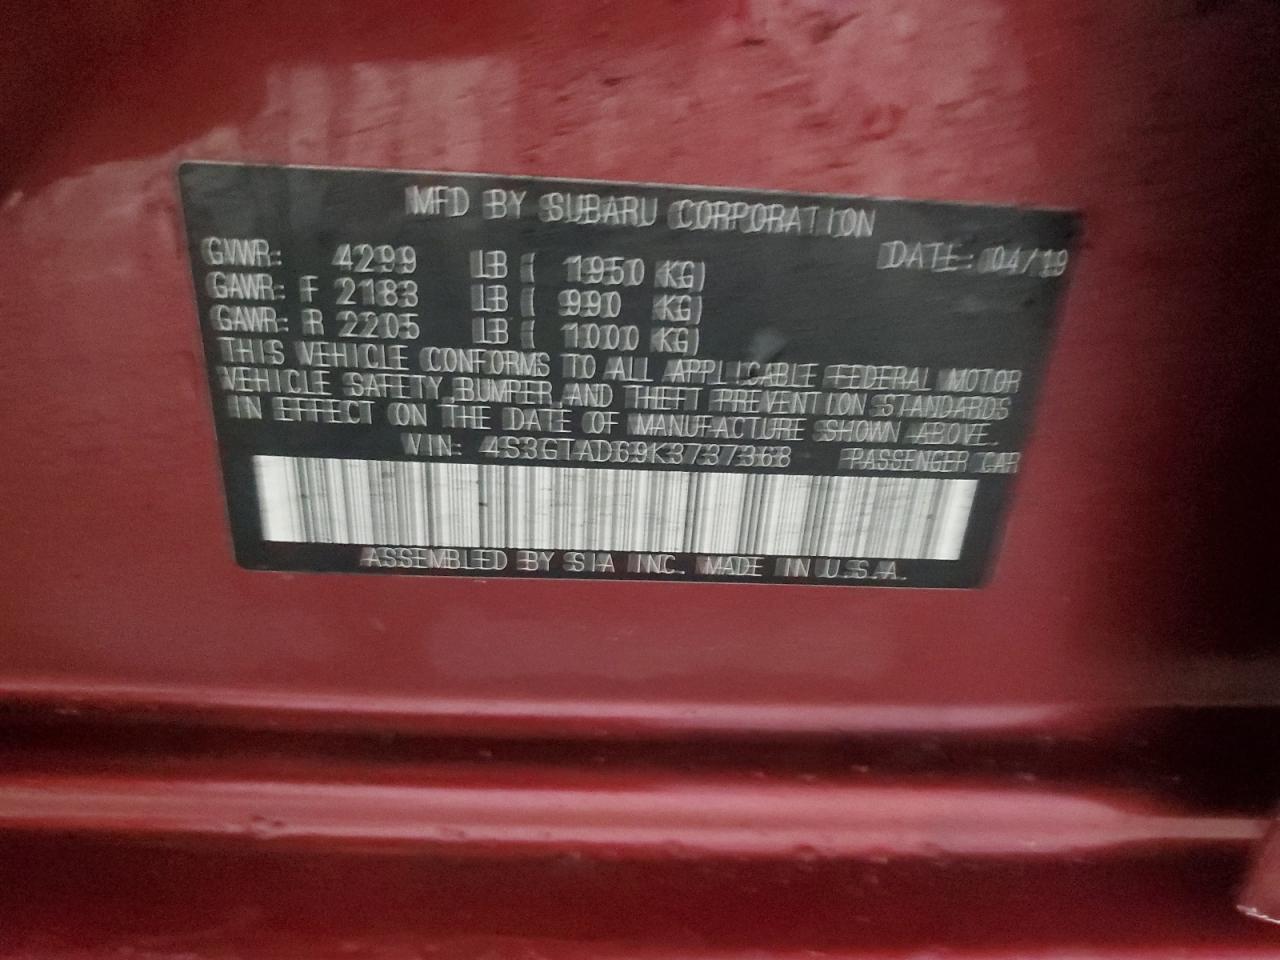 MFD BY SUBARU CORPORATION
DATE: 04/19
GVWR: 4299 LB ( 1950 KG)
GAWR: F 2183 LB ( 990 KG)
GAWR: R 2205 LB ( 1000 KG)
THIS VEHICLE CONFORMS TO ALL APPLICABLE FEDERAL MOTOR
VEHICLE SAFETY,BUMPER,AND THEFT PREVENTION STANDARDS
IN EFFECT ON THE DATE OF MANUFACTURE SHOWN ABOVE.
VIN: 4S3GTAD69K3737368 PASSENGER CAR
ASSEMBLED BY SIA INC. MADE IN U.S.A.